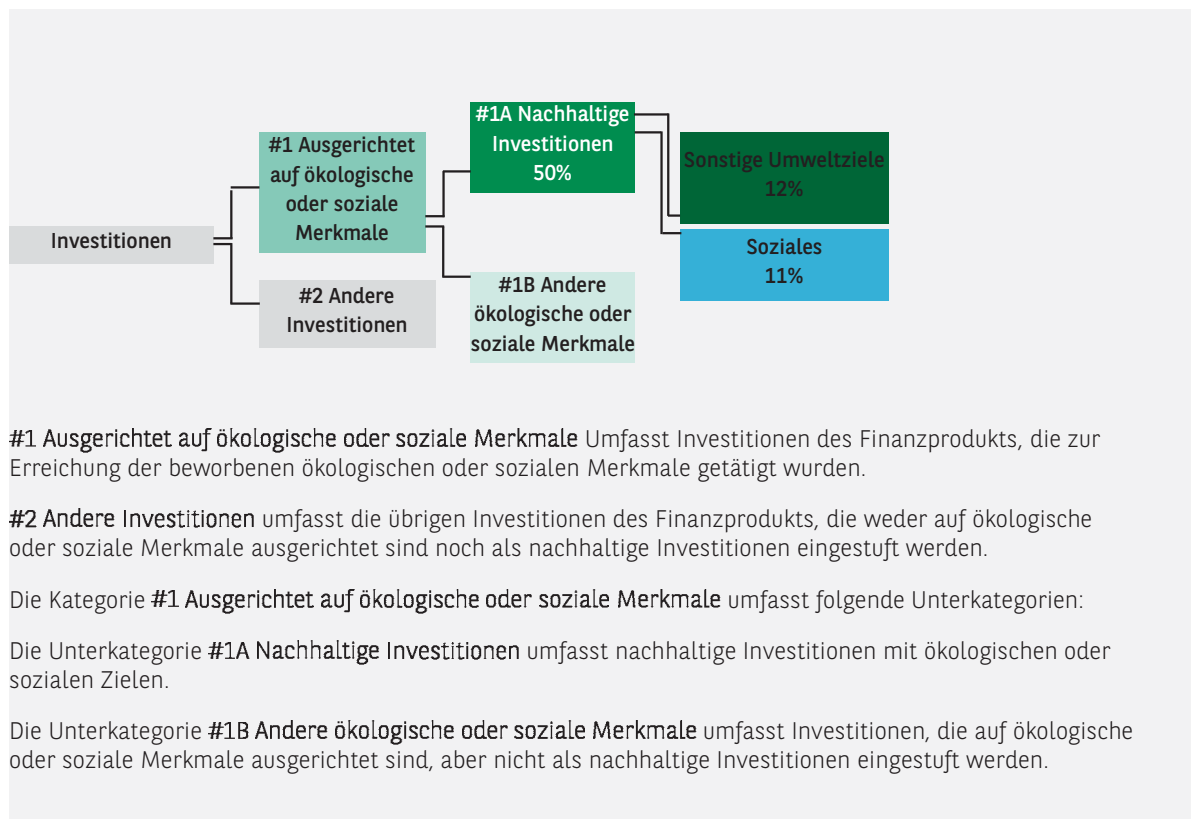 Investitionen
#1 Ausgerichtet
auf ökologische
oder soziale
Merkmale
#2 Andere
Investitionen
#1A Nachhaltige
Investitionen
50%
#1B Andere
ökologische oder
soziale Merkmale
Sonstige Umweltziele
12%
Soziales
11%
#1 Ausgerichtet auf ökologische oder soziale Merkmale Umfasst Investitionen des Finanzprodukts, die zur
Erreichung der beworbenen ökologischen oder sozialen Merkmale getätigt wurden.
#2 Andere Investitionen umfasst die übrigen Investitionen des Finanzprodukts, die weder auf ökologische
oder soziale Merkmale ausgerichtet sind noch als nachhaltige Investitionen eingestuft werden.
Die Kategorie #1 Ausgerichtet auf ökologische oder soziale Merkmale umfasst folgende Unterkategorien:
Die Unterkategorie #1A Nachhaltige Investitionen umfasst nachhaltige Investitionen mit ökologischen oder
sozialen Zielen.
Die Unterkategorie #1B Andere ökologische oder soziale Merkmale umfasst Investitionen, die auf ökologische
oder soziale Merkmale ausgerichtet sind, aber nicht als nachhaltige Investitionen eingestuft werden.